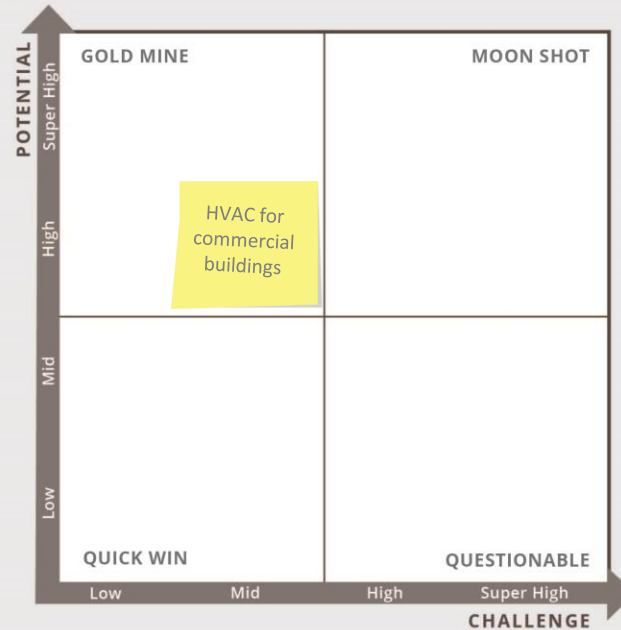 POTENTIAL
Super High
High
Mid
Low
GOLD MINE
MOON SHOT
HVAC for
commercial
buildings
QUICK WIN
QUESTIONABLE
Low
Mid
High
Super High
CHALLENGE